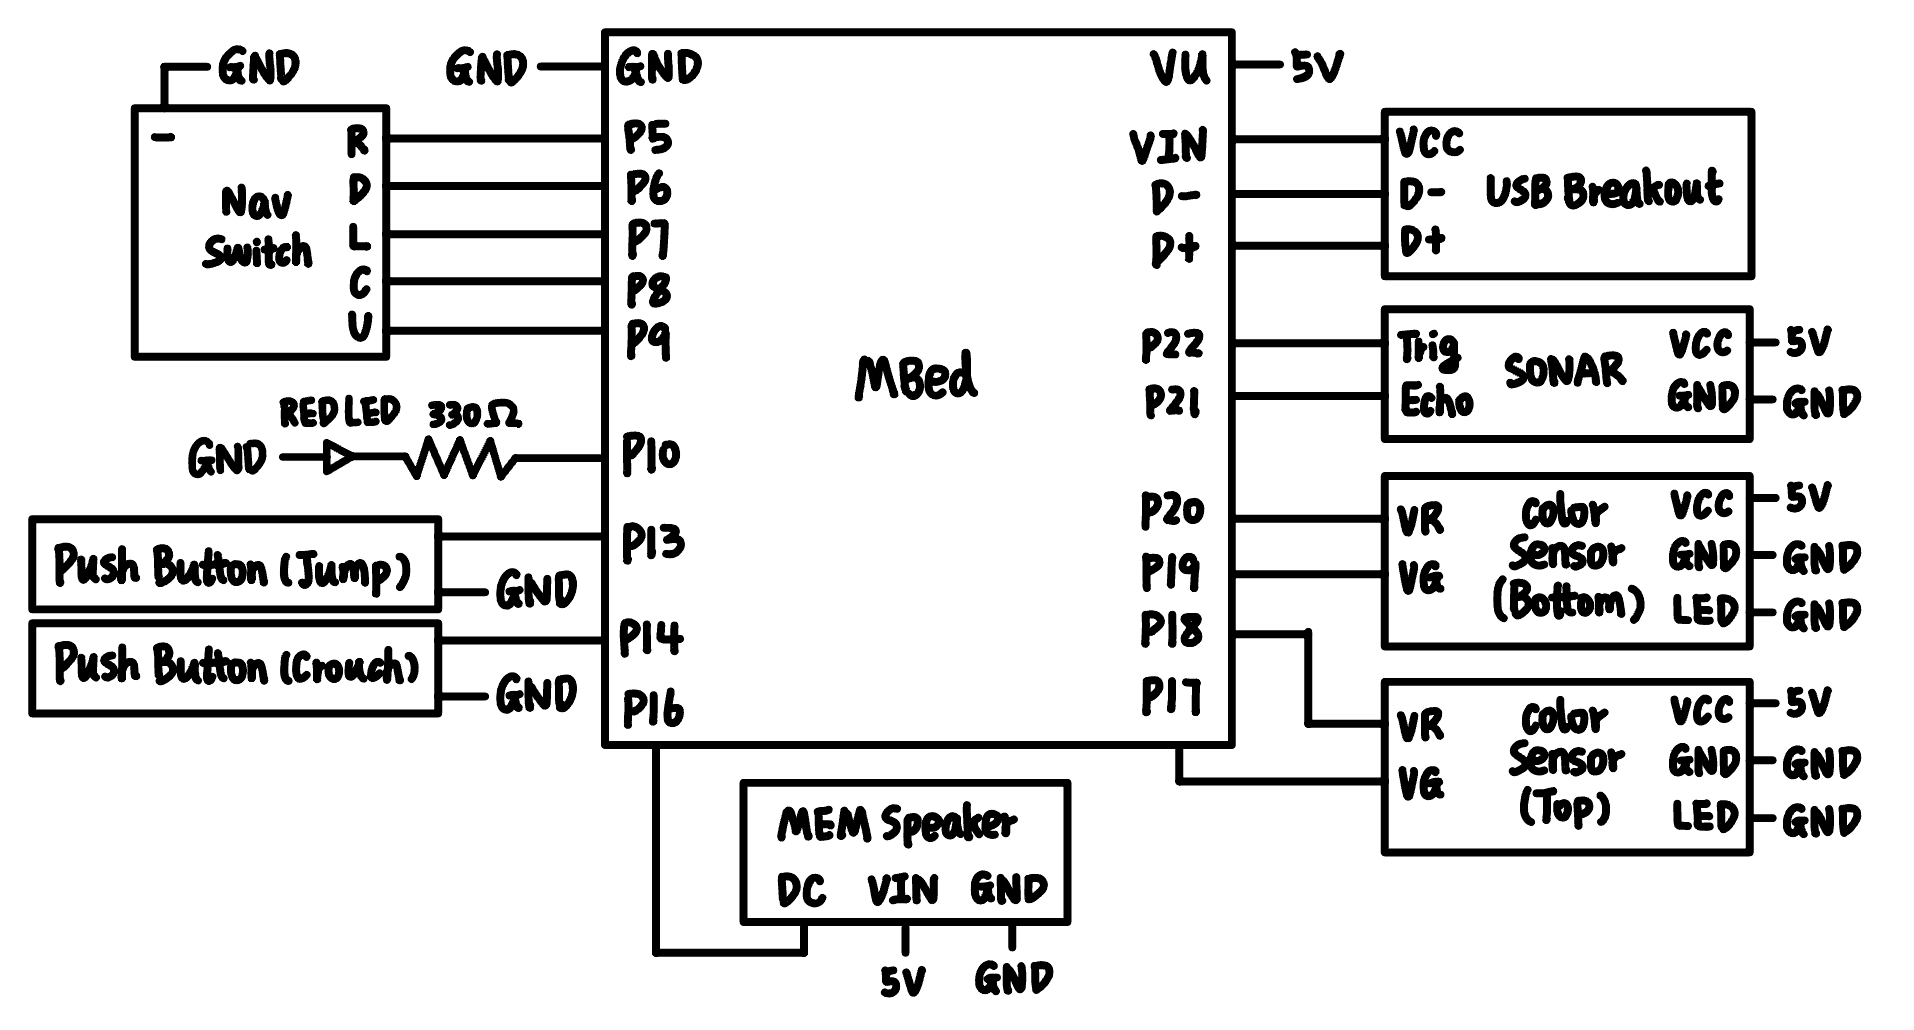 GND
-
R
D
L
C
U
Nav
Switch
GND
GND
P5
P6
P7
P8
P9
P10
P13
P14
P16
MBed
VU
VIN
D-
D+
P22
P21
P20
P19
P18
P17
5V
VCC
D-
D+
USB Breakout
Trig
Echo
SONAR
VCC
GND
5V
GND
VR
VG
Color
Sensor
(Bottom)
VCC
GND
LED
5V
GND
GND
VR
VG
Color
Sensor
(Top)
VCC
GND
LED
5V
GND
GND
RED LED 330Ω
GND
Push Button (Jump)
GND
Push Button (Crouch)
GND
MEM Speaker
DC VIN GND
5V GND